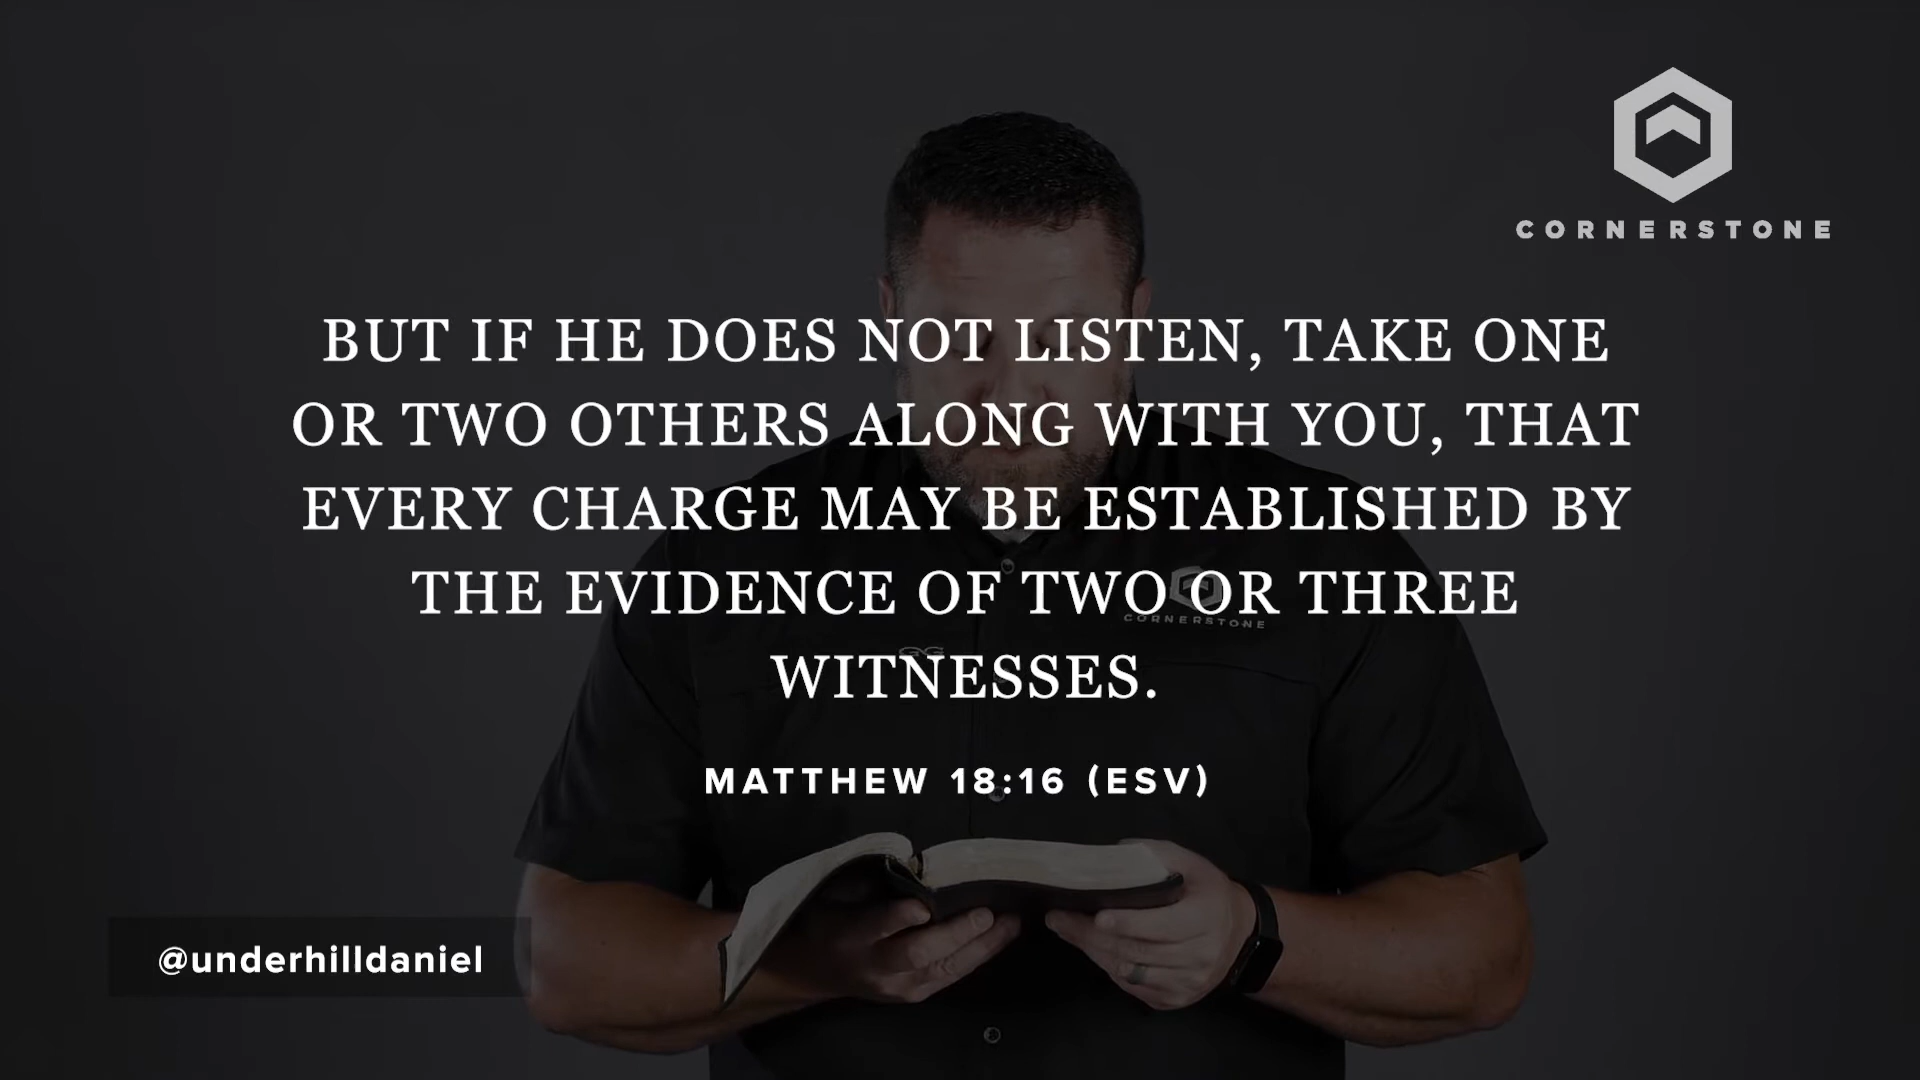 CORNERSTONE
BUT IF HE DOES NOT LISTEN, TAKE ONE
OR TWO OTHERS ALONG WITH YOU, THAT
EVERY CHARGE MAY BE ESTABLISHED BY
THE EVIDENCE OF TWO OR THREE
CORNERSTONE
WITNESSES.
MATTHEW 18:16 (ESV)
@underhilldaniel